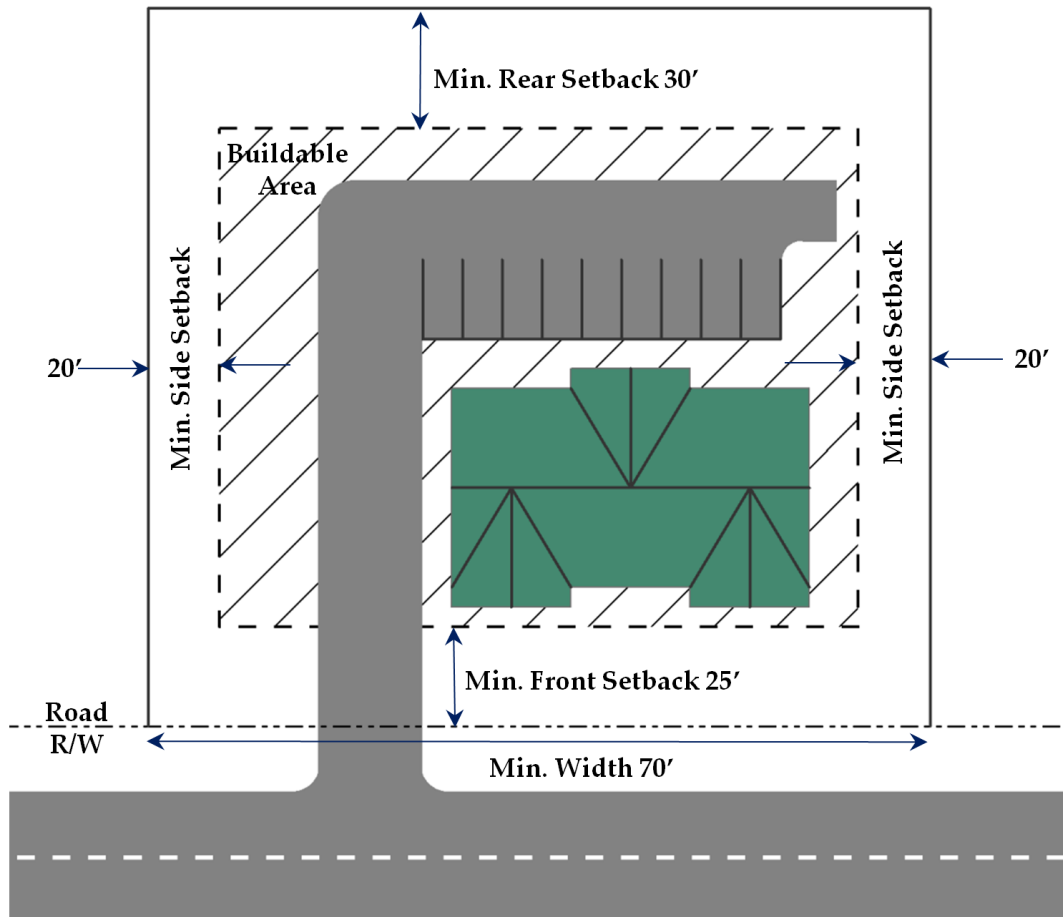 Min. Rear Setback 30’
Buildable
Area
Min. Side Setback
Min. Side Setback
20’
20’
Min. Front Setback 25’
Road
R/W
Min. Width 70’